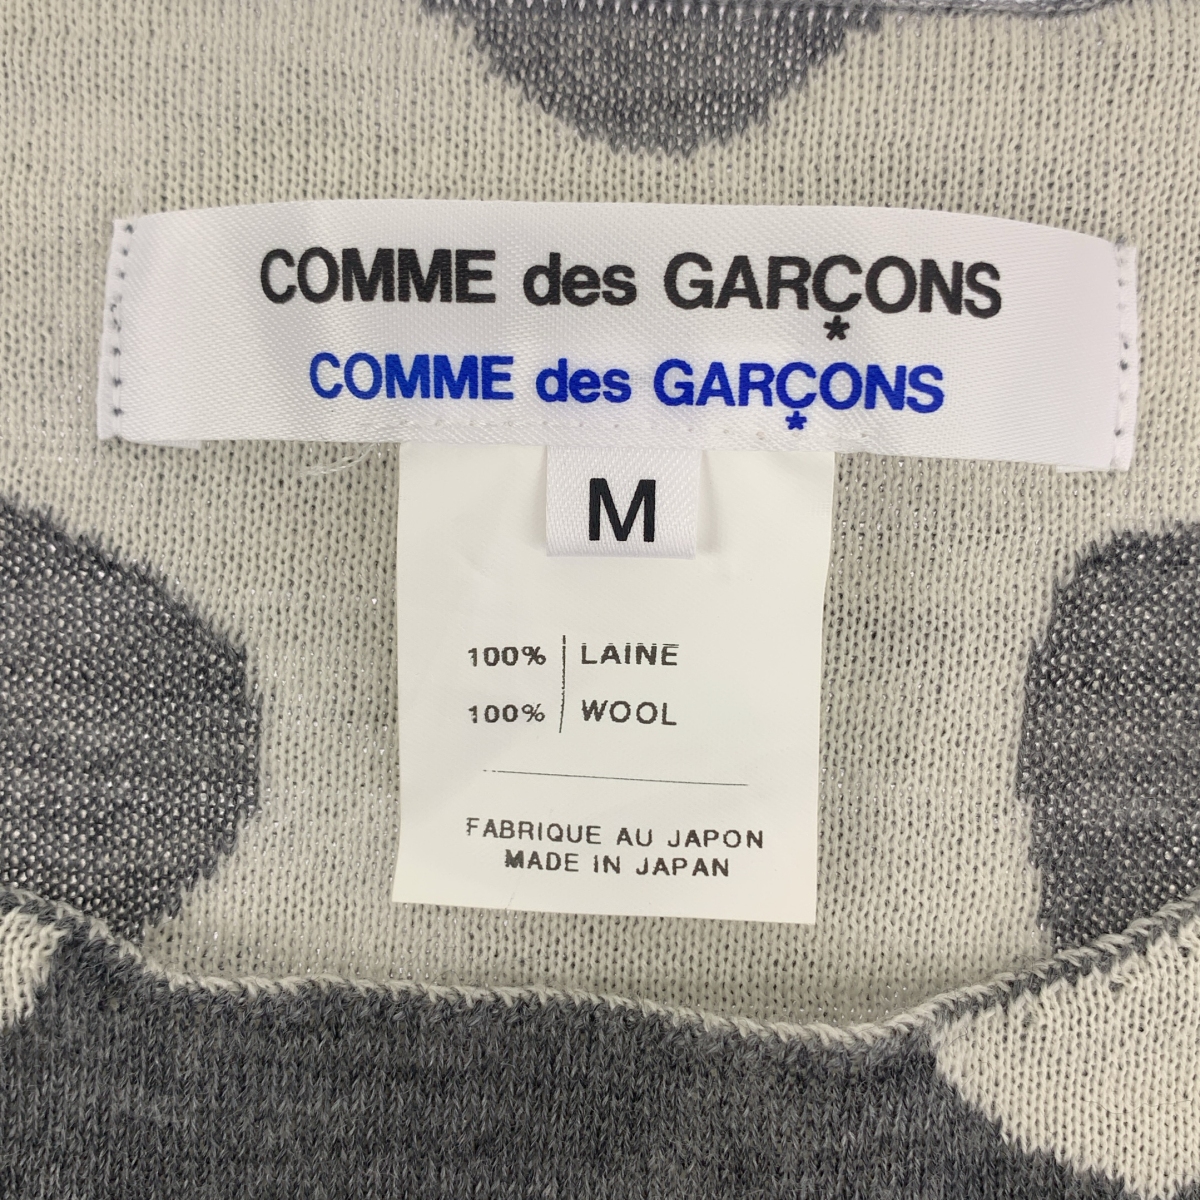 COMME des GARÇONS
*
COMME des GARÇONS
*
M
100% | LAINE
100% | WOOL
FABRIQUE AU JAPON
MADE IN JAPAN